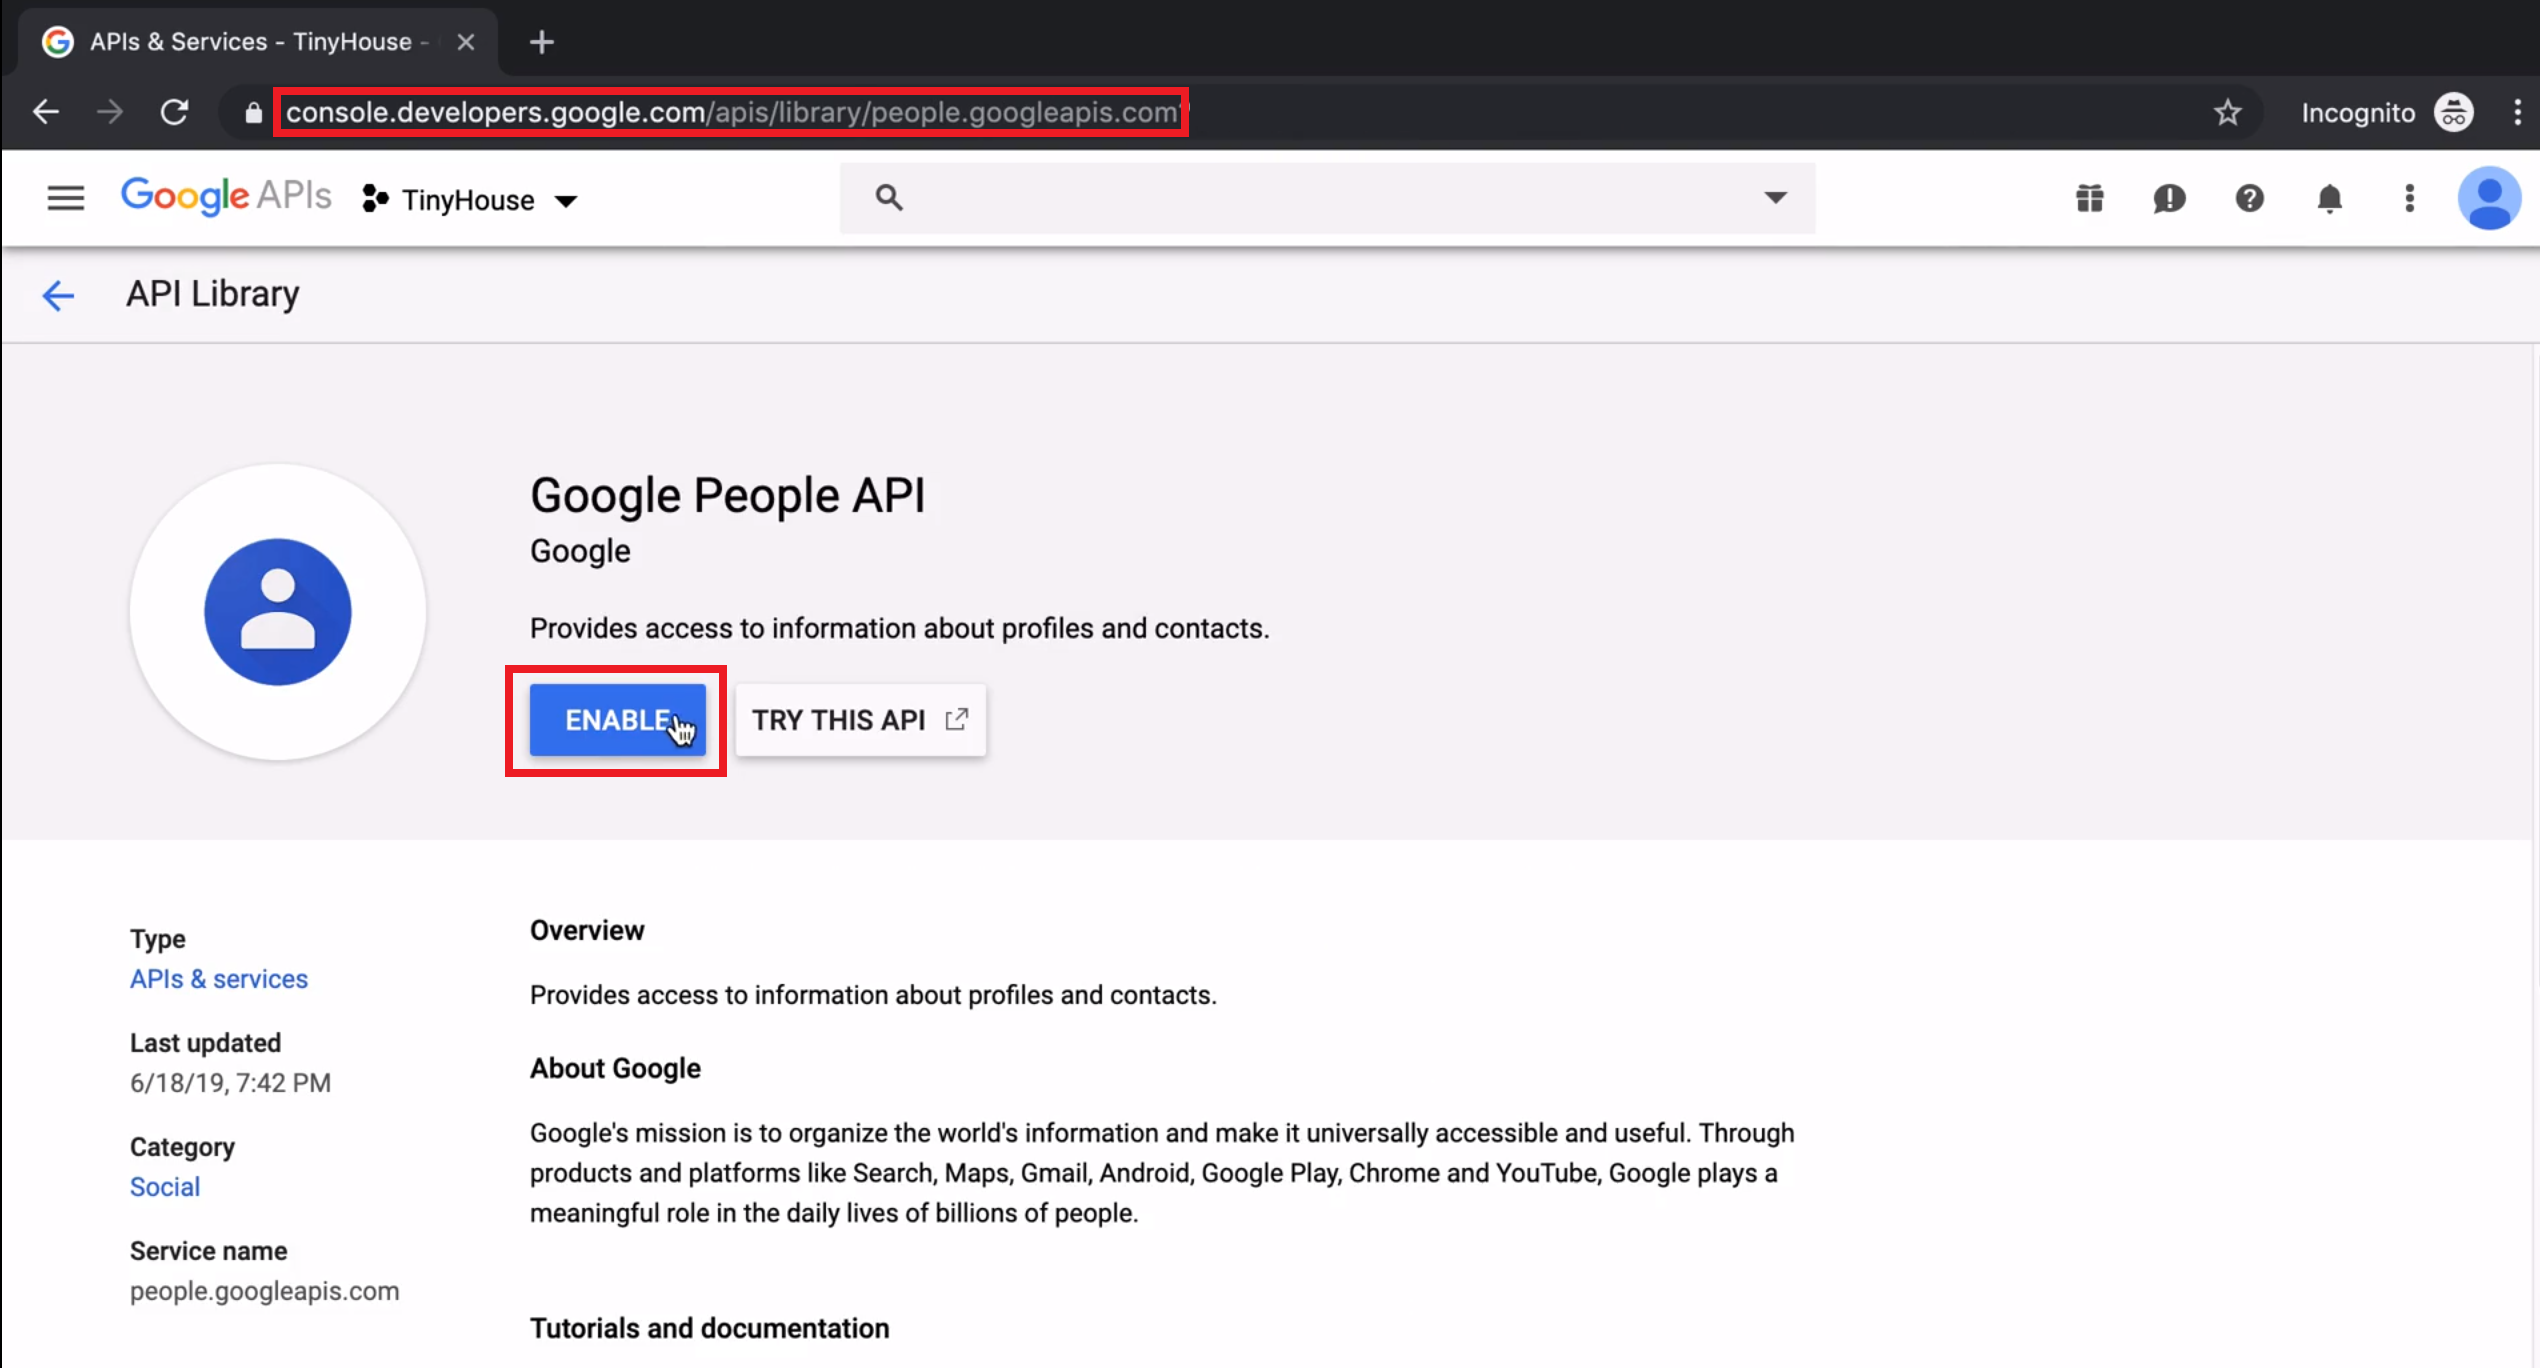 APIs & Services - TinyHouse -
console.developers.google.com/apis/library/people.googleapis.com?
Incognito
Google APIs
TinyHouse
API Library
Google People API
Google
Provides access to information about profiles and contacts.
ENABLE
TRY THIS API
Type
APIs & services
Last updated
6/18/19, 7:42 PM
Category
Social
Service name
people.googleapis.com
Overview
Provides access to information about profiles and contacts.
About Google
Google's mission is to organize the world's information and make it universally accessible and useful. Through
products and platforms like Search, Maps, Gmail, Android, Google Play, Chrome and YouTube, Google plays a
meaningful role in the daily lives of billions of people.
Tutorials and documentation